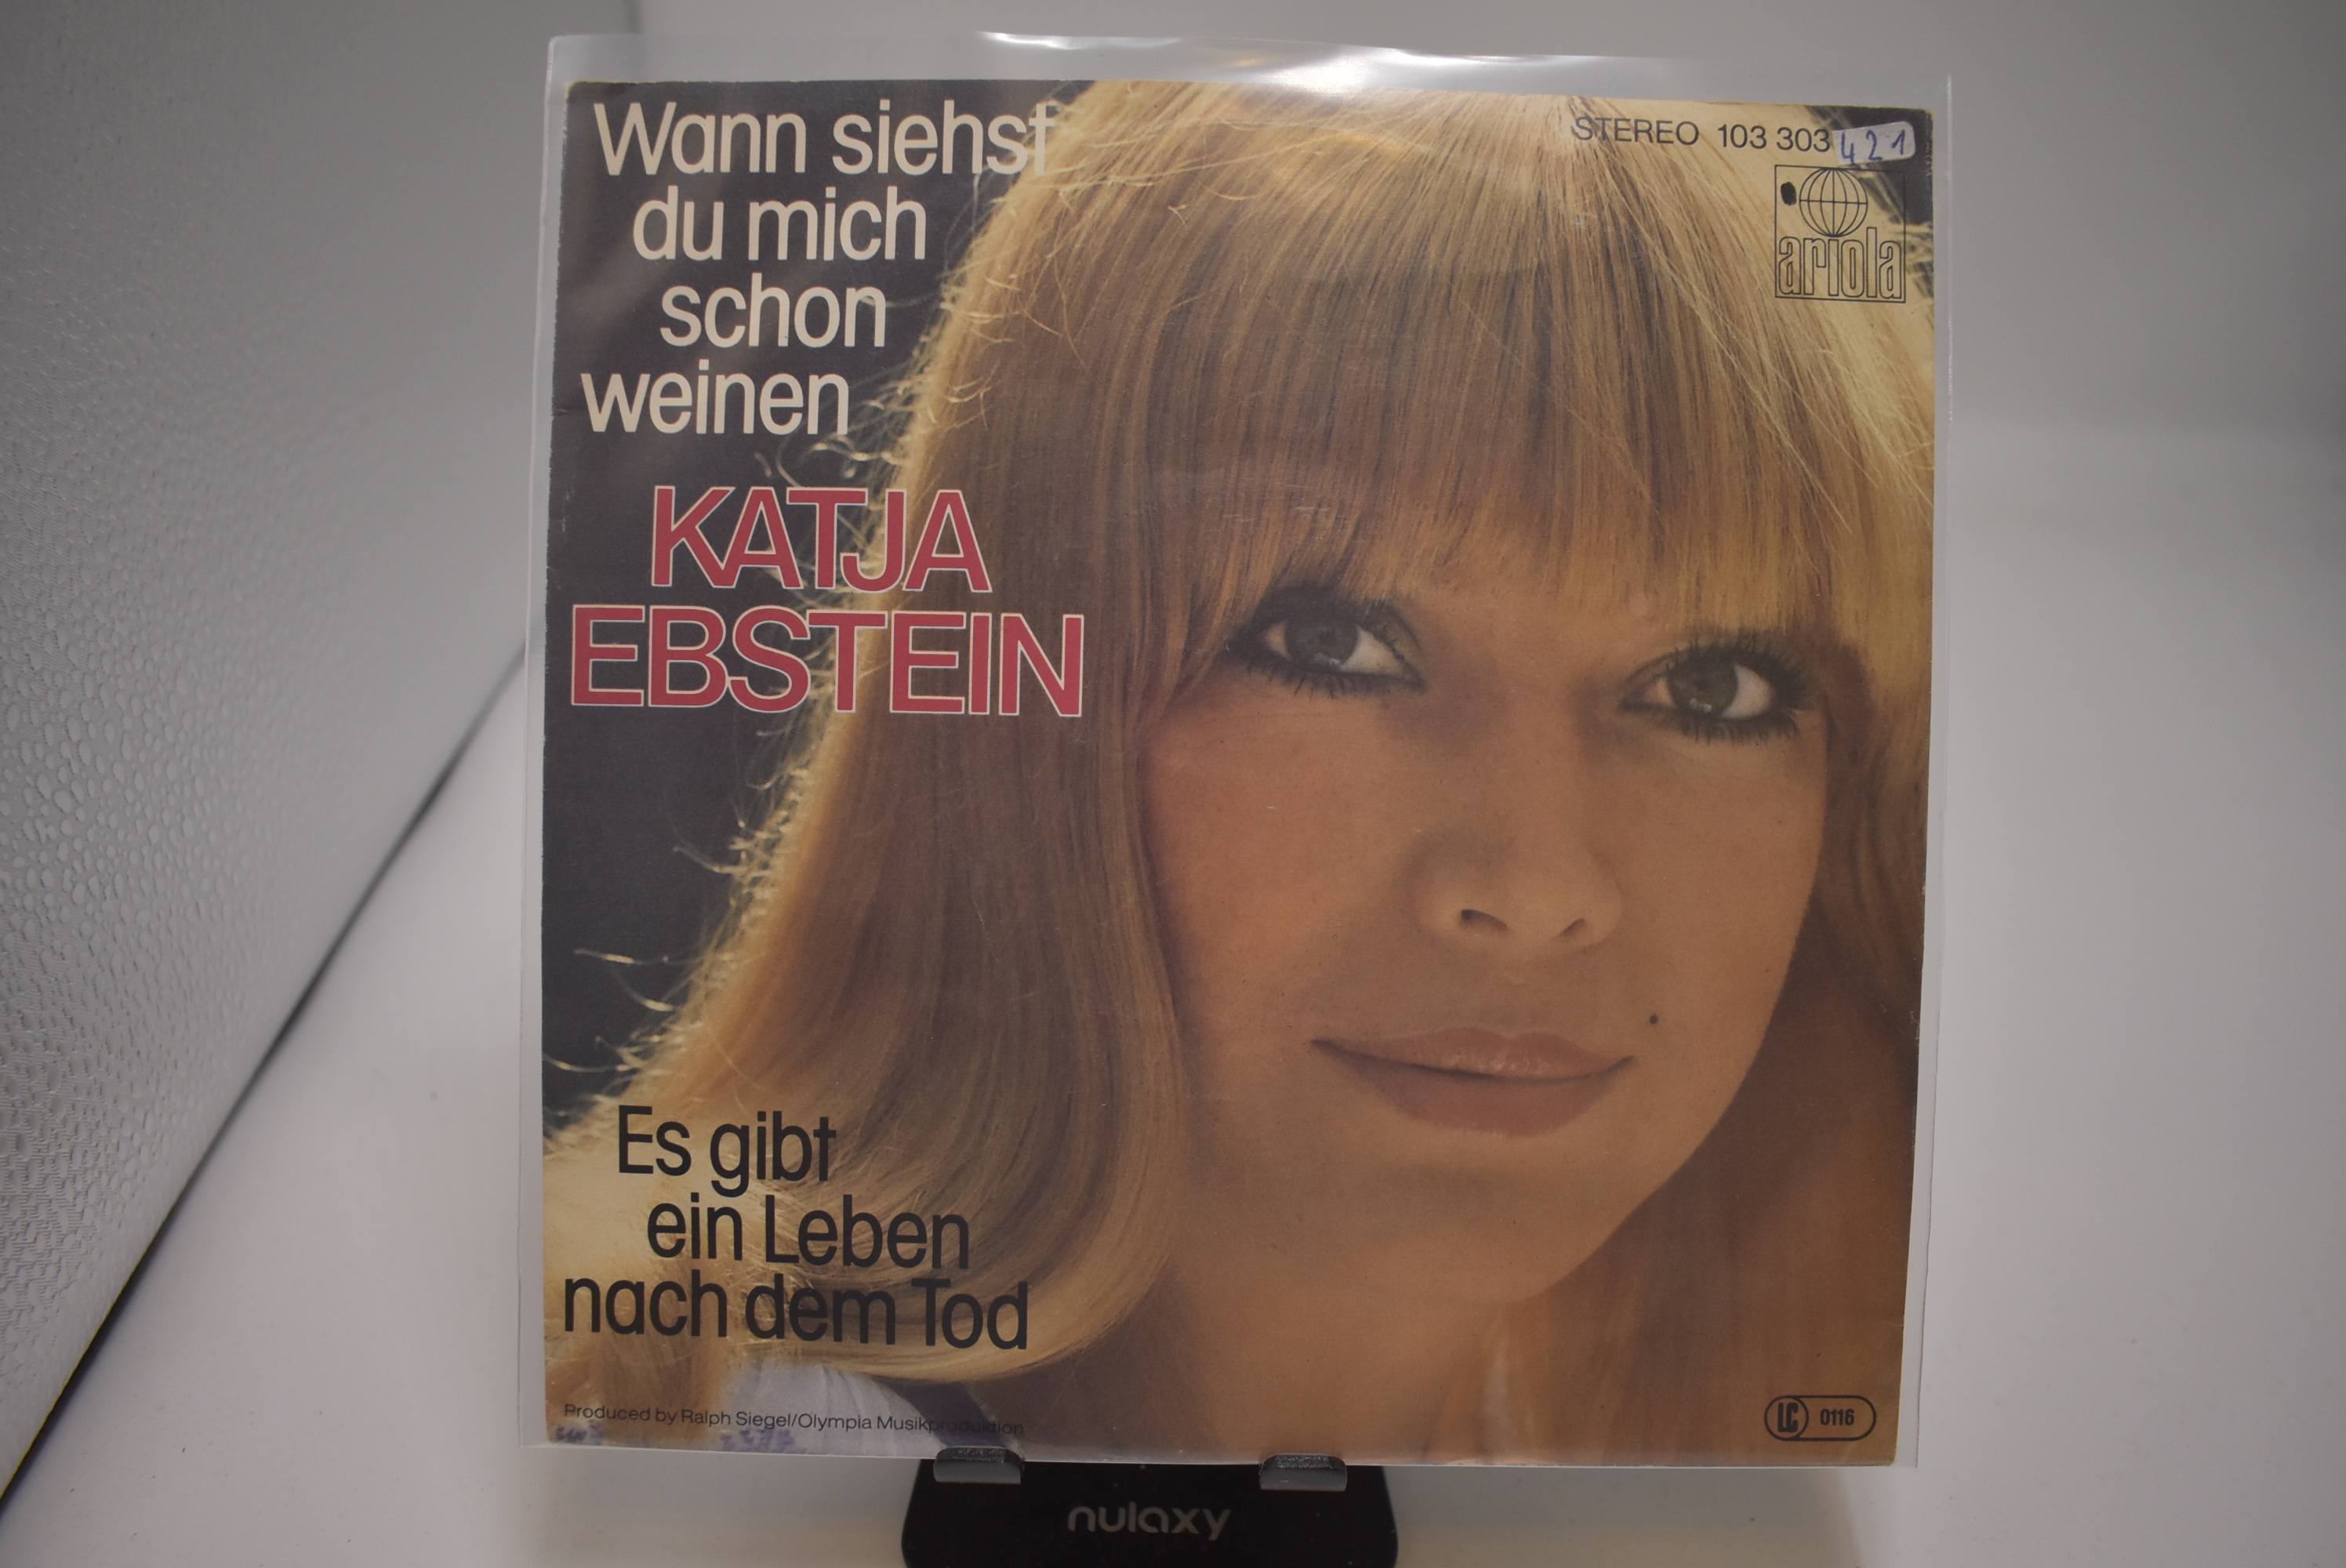 Wann siehst
du mich
schon
weinen
STEREO 103 303
421
ariola
KATJA
EBSTEIN
Es gibt
ein Leben
nach dem Tod
Produced by Ralph Siegel/Olympia Musikproduktion
LC 0116
nulaxy